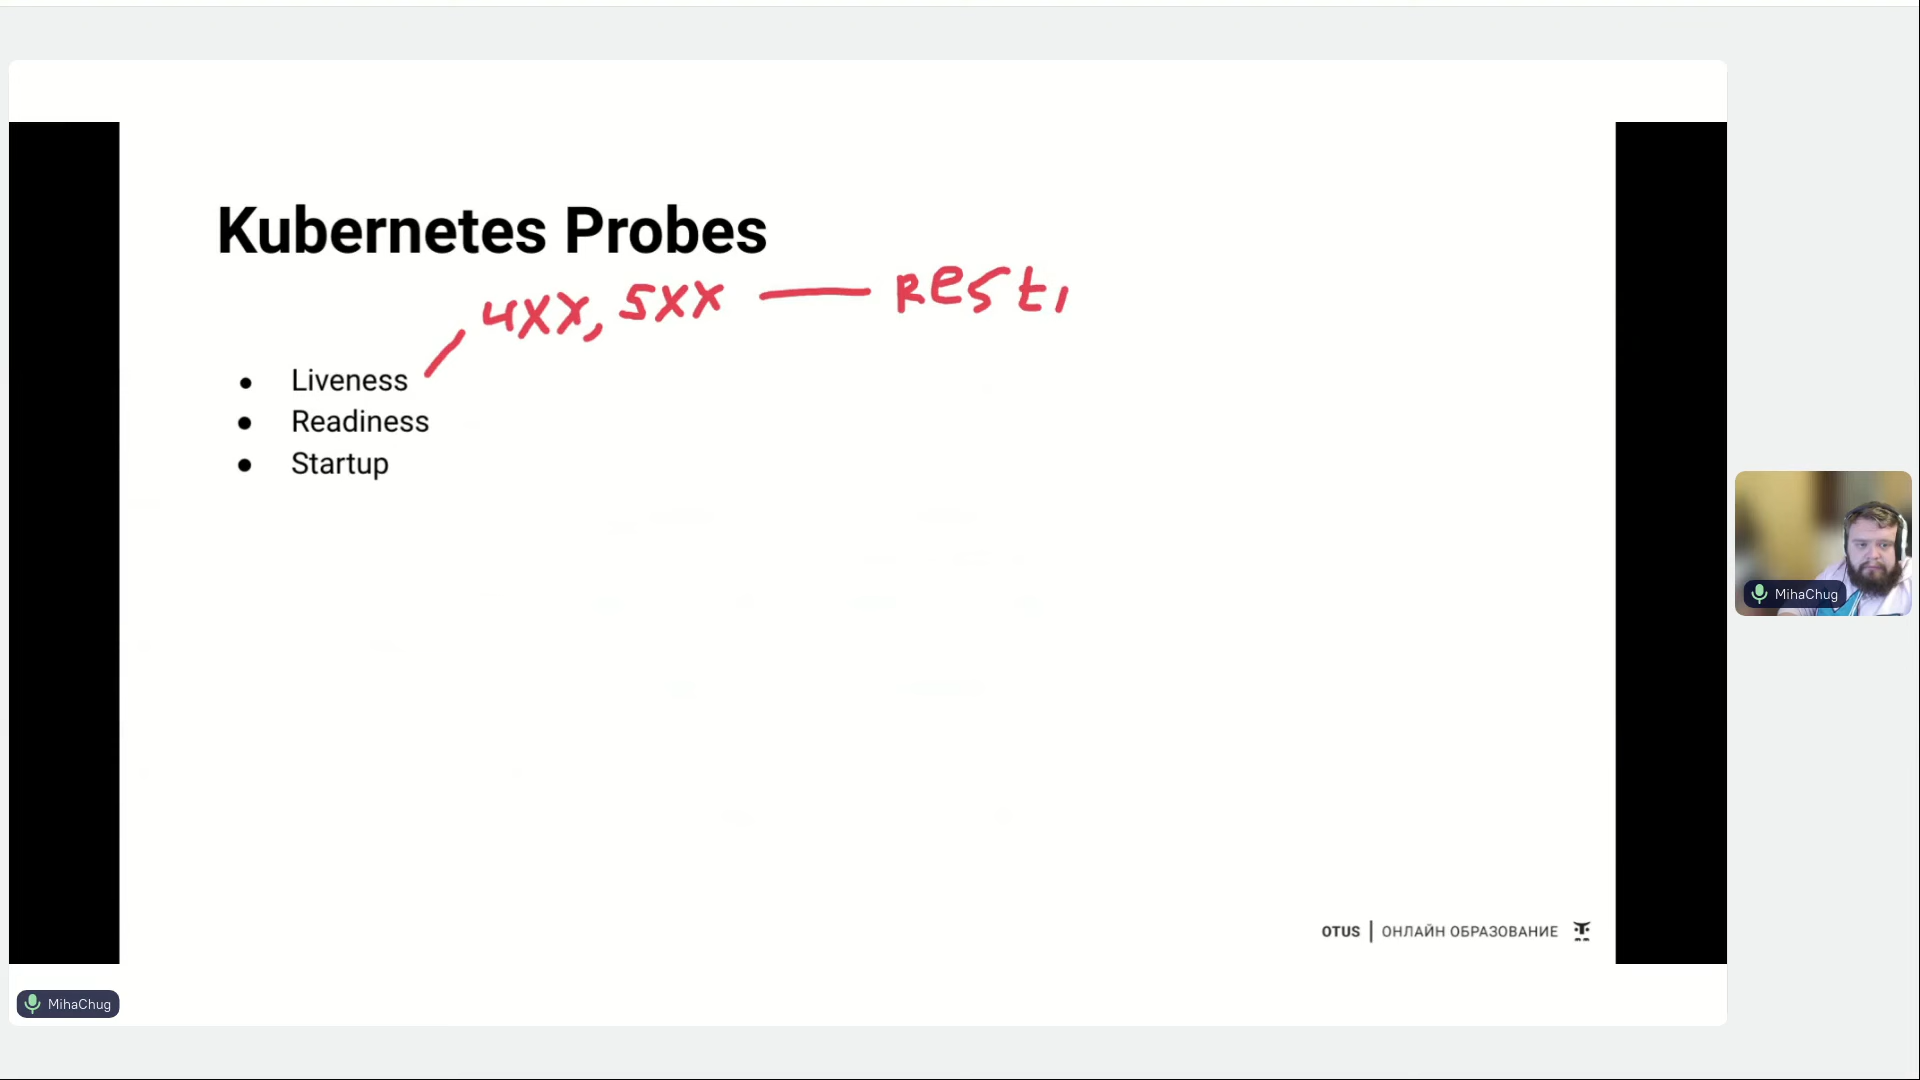 Kubernetes Probes
4XX, 5XX — Rest
• Liveness
• Readiness
• Startup
MihaChug
OTUS | ОНЛАЙН ОБРАЗОВАНИЕ
MihaChug